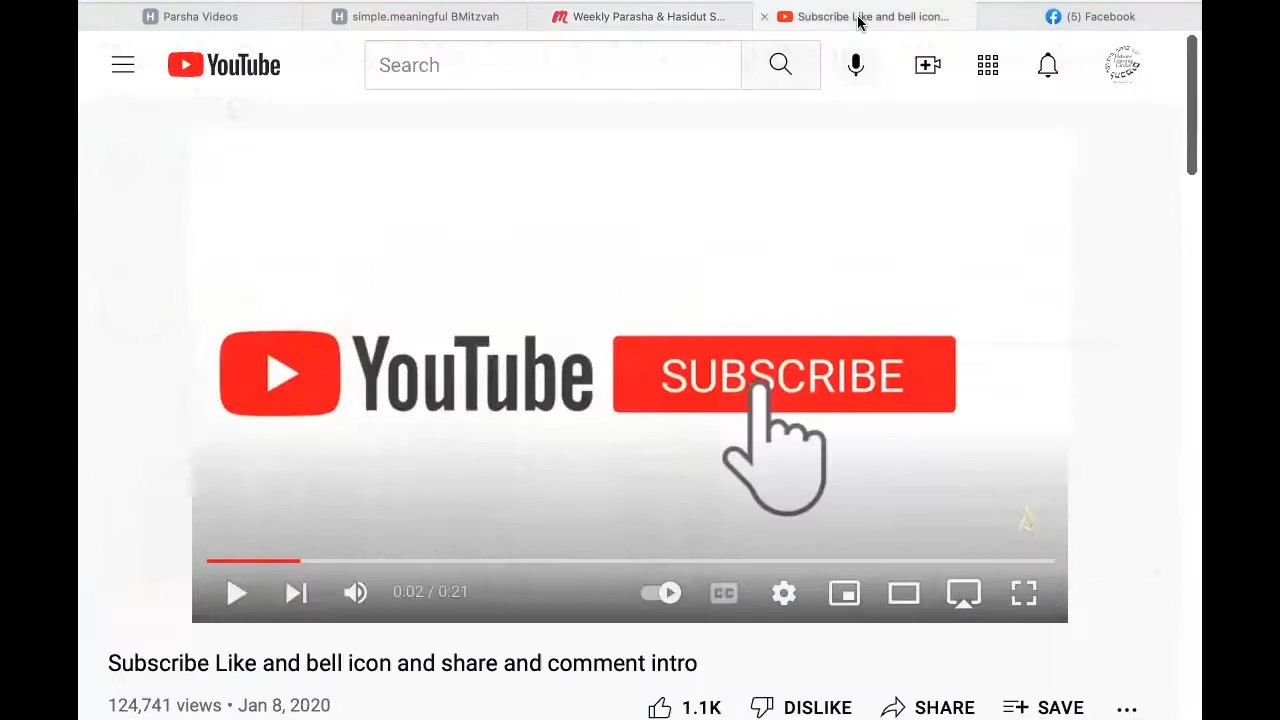 Parsha Videos
simple.meaningful BMitzvah
Weekly Parasha & Hasidut S...
Subscribe Like and bell icon...
(5) Facebook
YouTube
Search
YouTube
SUBSCRIBE
0:02 / 0:21
CC
Subscribe Like and bell icon and share and comment intro
124,741 views • Jan 8, 2020
1.1K
DISLIKE
SHARE
SAVE